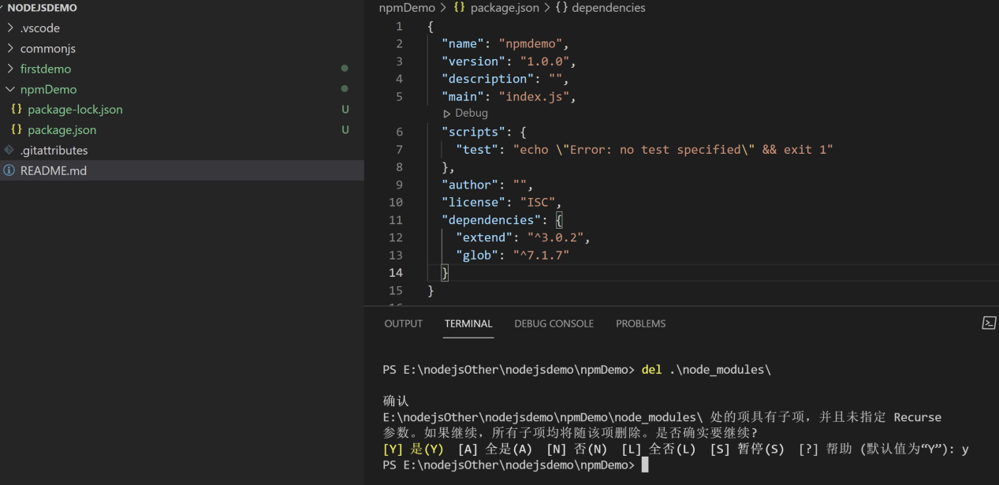 NODEJSDEMO
.vscode
commonjs
firstdemo
npmDemo
{} package-lock.json U
{} package.json U
.gitattributes
README.md
npmDemo > {} package.json > {} dependencies
1 {
2 "name": "npmdemo",
3 "version": "1.0.0",
4 "description": "",
5 "main": "index.js",
Debug
6 "scripts": {
7 "test": "echo \"Error: no test specified\" && exit 1"
8 },
9 "author": "",
10 "license": "ISC",
11 "dependencies": {
12 "extend": "^3.0.2",
13 "glob": "^7.1.7"
14 }
15 }
OUTPUT TERMINAL DEBUG CONSOLE PROBLEMS
PS E:\nodejsOther\nodejsdemo\npmDemo> del .\node_modules\
确认
E:\nodejsOther\nodejsdemo\npmDemo\node_modules\ 处的项具有子项，并且未指定 Recurse
参数。如果继续，所有子项均将随该项删除。是否确实要继续?
[Y] 是(Y) [A] 全是(A) [N] 否(N) [L] 全否(L) [S] 暂停(S) [?] 帮助 (默认值为“Y”): y
PS E:\nodejsOther\nodejsdemo\npmDemo>